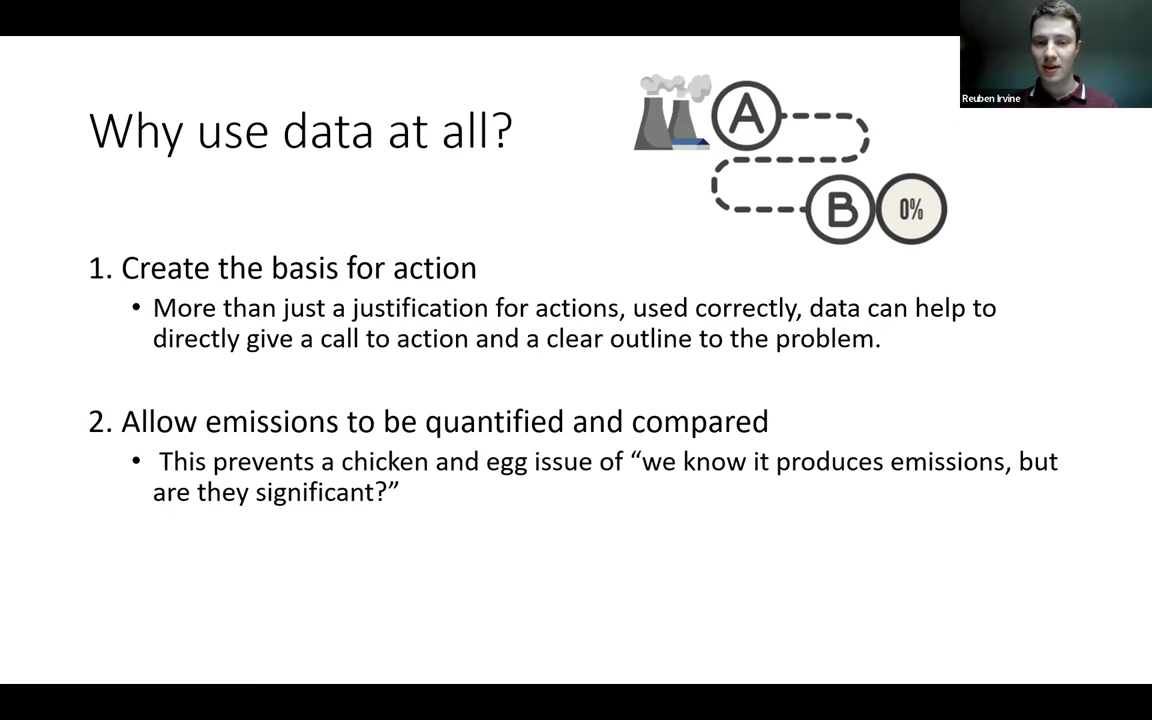 Reuben Irvine
Why use data at all?
A
B
0%
1. Create the basis for action
• More than just a justification for actions, used correctly, data can help to
directly give a call to action and a clear outline to the problem.
2. Allow emissions to be quantified and compared
• This prevents a chicken and egg issue of “we know it produces emissions, but
are they significant?”